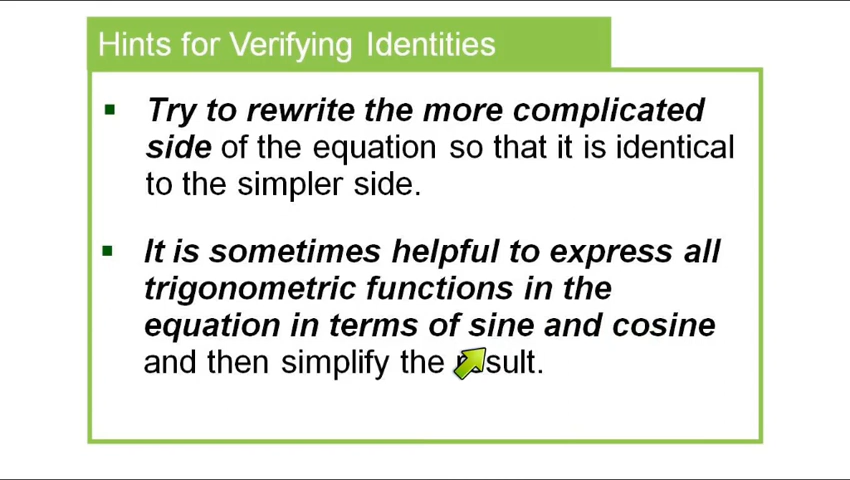 Hints for Verifying Identities
▪ Try to rewrite the more complicated
side of the equation so that it is identical
to the simpler side.
▪ It is sometimes helpful to express all
trigonometric functions in the
equation in terms of sine and cosine
and then simplify the result.